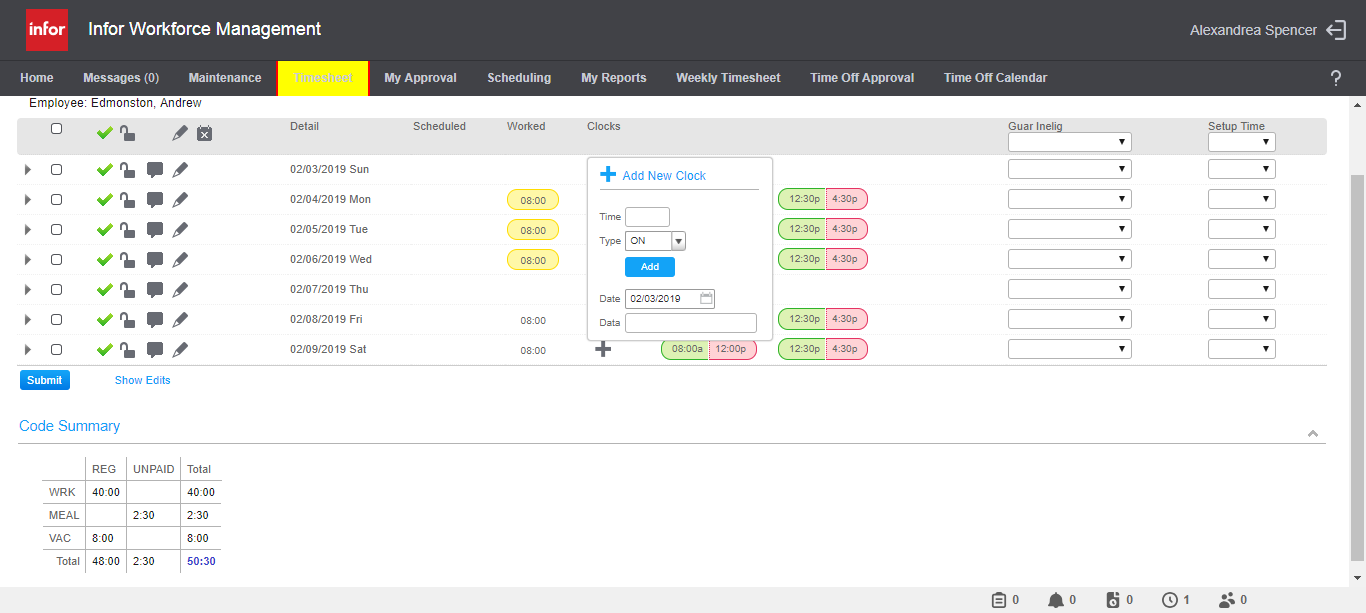 infor Infor Workforce Management Alexandrea Spencer
Home Messages (0) Maintenance Timesheet My Approval Scheduling My Reports Weekly Timesheet Time Off Approval Time Off Calendar ?
Employee: Edmonston, Andrew
Detail Scheduled Worked Clocks Guar Inelig Setup Time
02/03/2019 Sun
Add New Clock
02/04/2019 Mon 08:00 12:30p 4:30p
Time
02/05/2019 Tue 08:00 12:30p 4:30p
Type ON
02/06/2019 Wed 08:00 12:30p 4:30p
Add
02/07/2019 Thu
Date 02/03/2019
02/08/2019 Fri 08:00 12:30p 4:30p
Data
02/09/2019 Sat 08:00 08:00a 12:00p 12:30p 4:30p
Submit Show Edits
Code Summary
REG UNPAID Total
WRK 40:00 40:00
MEAL 2:30 2:30
VAC 8:00 8:00
Total 48:00 2:30 50:30
0 0 0 1 0